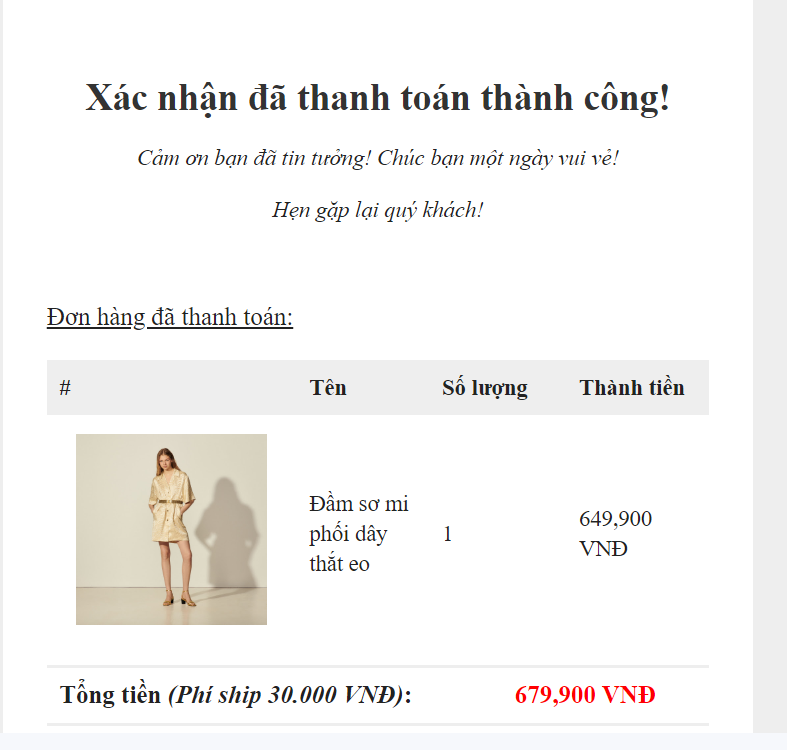 Xác nhận đã thanh toán thành công!
Cảm ơn bạn đã tin tưởng! Chúc bạn một ngày vui vẻ!
Hẹn gặp lại quý khách!
Đơn hàng đã thanh toán:
# Tên Số lượng Thành tiền
Đầm sơ mi
phối dây
thắt eo
1
649,900
VNĐ
Tổng tiền (Phí ship 30.000 VNĐ): 679,900 VNĐ